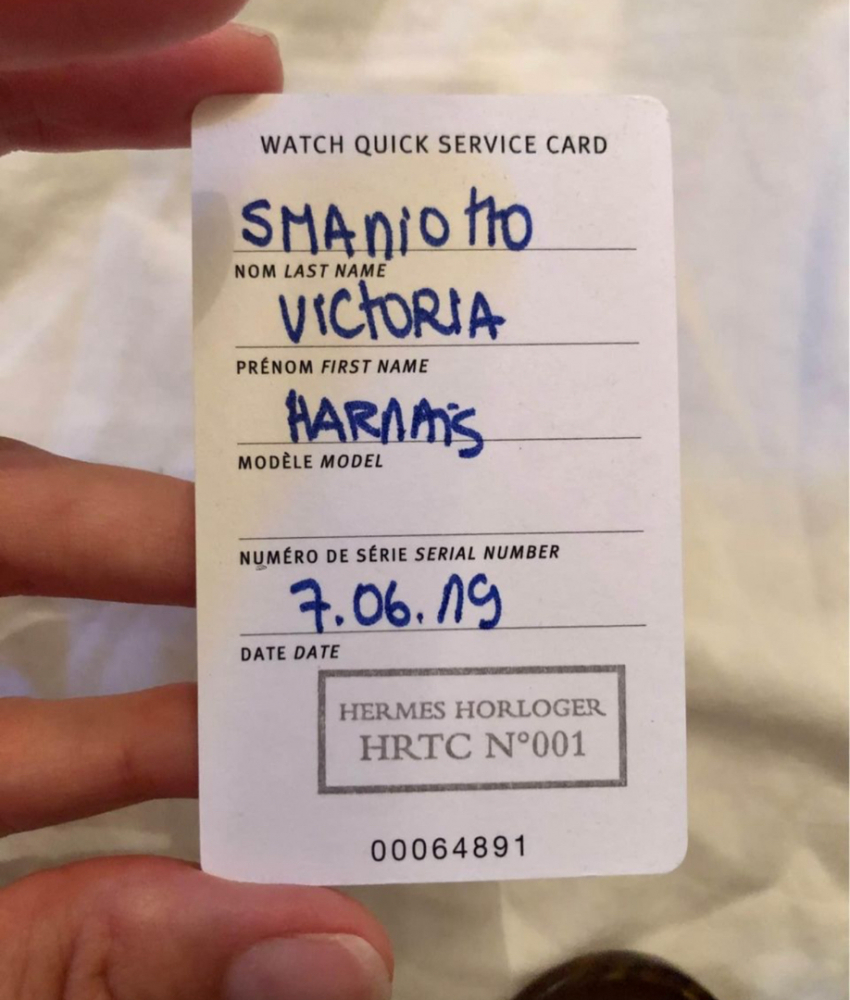 WATCH QUICK SERVICE CARD
SMANiOttO
NOM LAST NAME
VICtORIA
PRÉNOM FIRST NAME
HARNAiS
MODÈLE MODEL
NUMÉRO DE SÉRIE SERIAL NUMBER
7.06.19
DATE DATE
HERMES HORLOGER
HRTC N°001
00064891